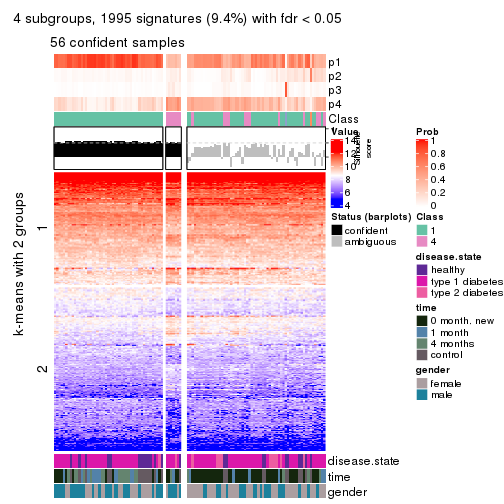 4 subgroups, 1995 signatures (9.4%) with fdr < 0.05
56 confident samples
p1
p2
p3
p4
Class
Silhouette
score
1
2
k-means with 2 groups
disease.state
time
gender
Value
14
12
10
8
6
4
Status (barplots)
confident
ambiguous
Prob
1
0.8
0.6
0.4
0.2
0
Class
1
4
disease.state
healthy
type 1 diabetes
type 2 diabetes
time
0 month. new
1 month
4 months
control
gender
female
male